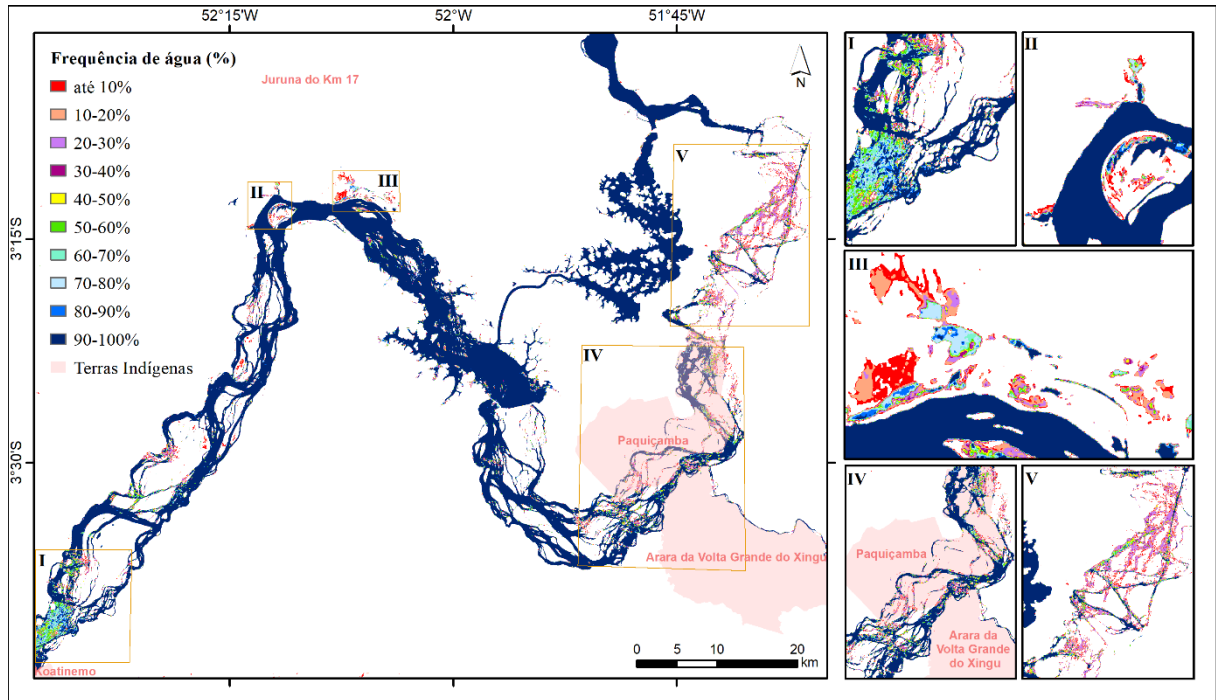 52°15'W
52°W
51°45'W
Frequência de água (%)
até 10%
10-20%
20-30%
30-40%
40-50%
50-60%
60-70%
70-80%
80-90%
90-100%
Terras Indígenas
Juruna do Km 17
N
I
II
III
IV
V
3°15'S
3°30'S
Paquiçamba
Arara da Volta Grande do Xingu
Koatinemo
0 5 10 20
km
I
II
III
IV
Paquiçamba
Arara da
Volta Grande
do Xingu
V